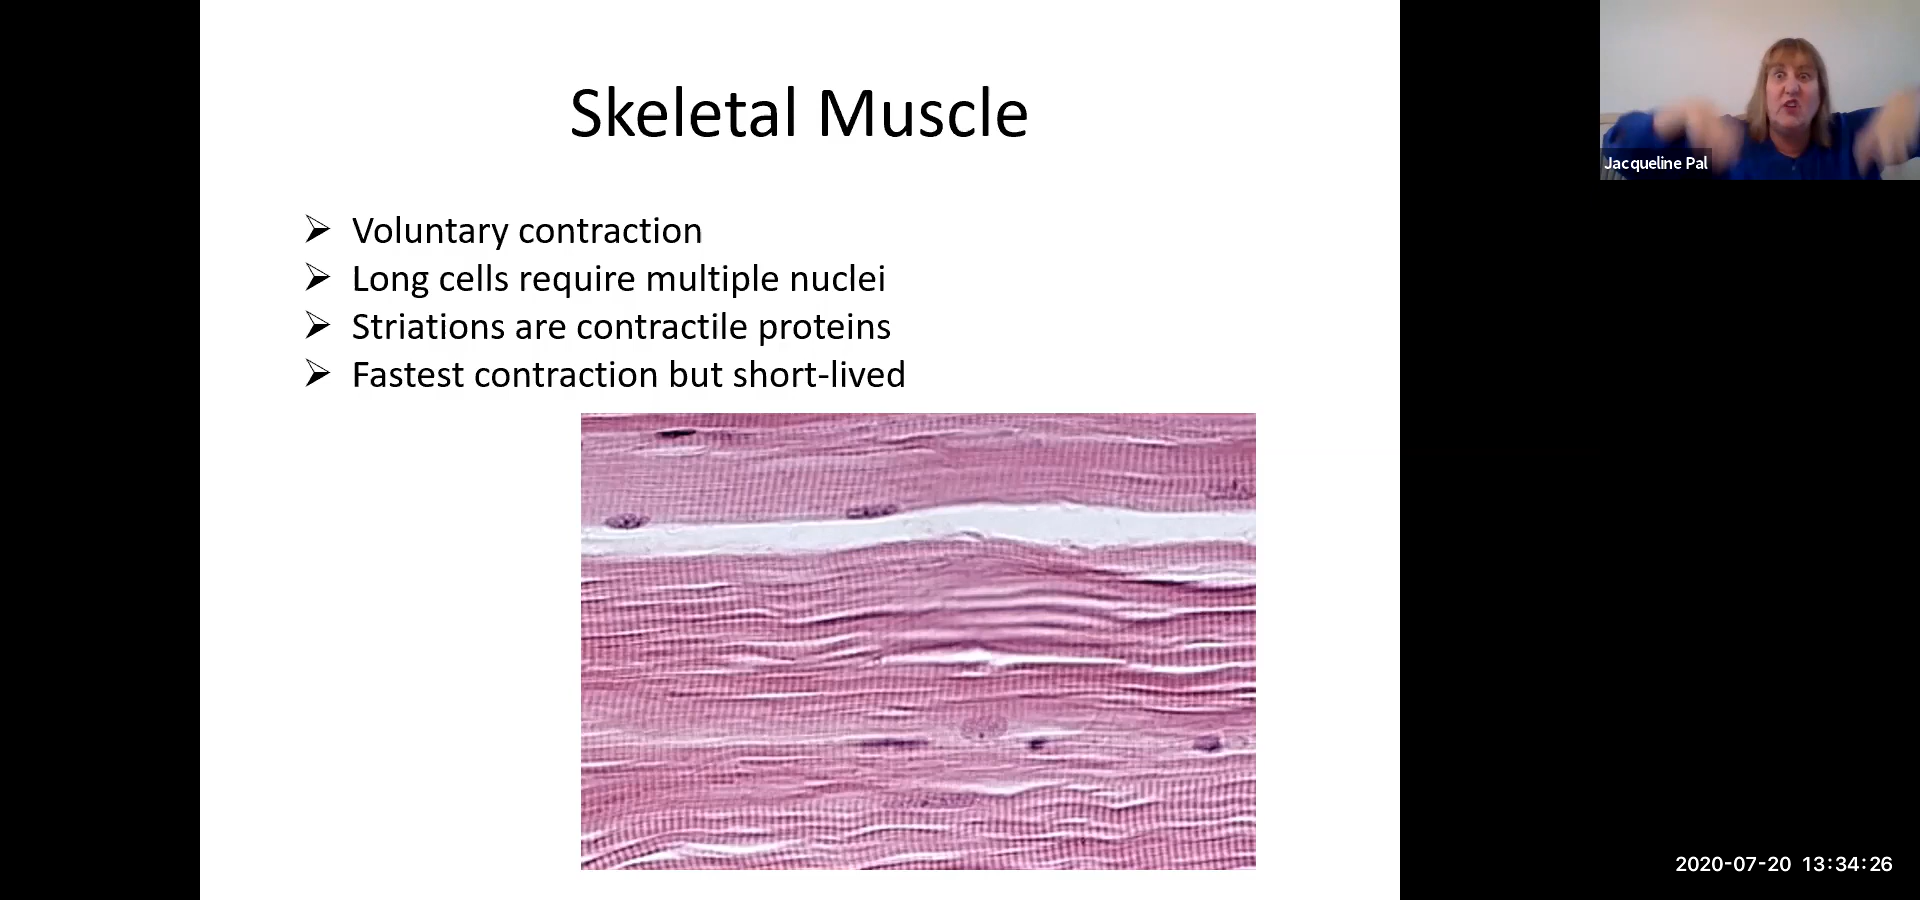 Skeletal Muscle
Voluntary contraction
Long cells require multiple nuclei
Striations are contractile proteins
Fastest contraction but short-lived
Jacqueline Pal
2020-07-20 13:34:26